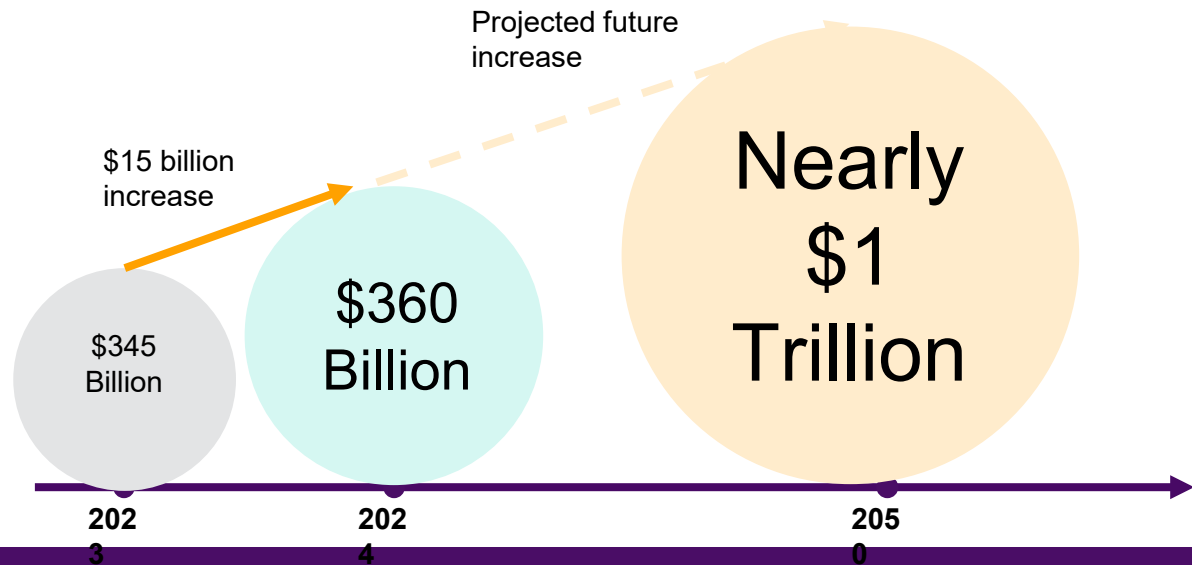 Projected future
increase
$15 billion
increase
$345
Billion
$360
Billion
Nearly
$1
Trillion
202
3
202
4
205
0